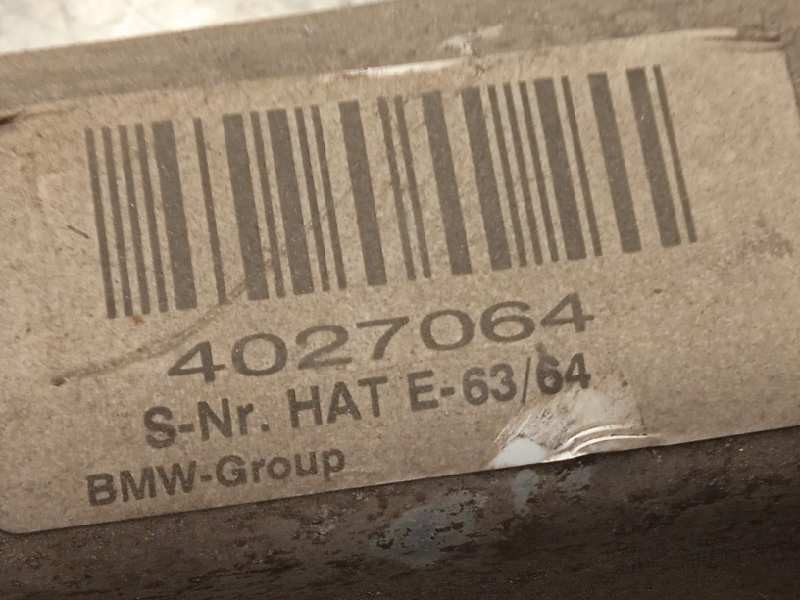 4027064
S-Nr. HAT E-63/64
BMW-Group